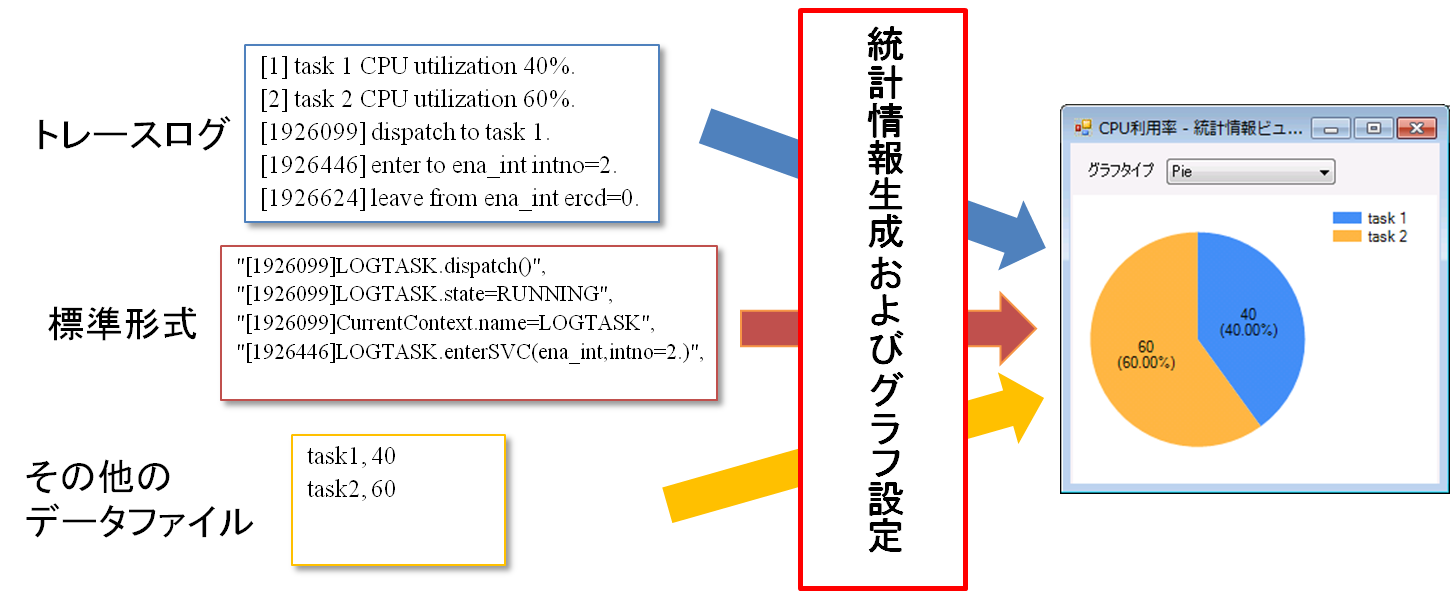 トレースログ
[1] task 1 CPU utilization 40%.
[2] task 2 CPU utilization 60%.
[1926099] dispatch to task 1.
[1926446] enter to ena_int intno=2.
[1926624] leave from ena_int ercd=0.
標準形式
"[1926099]LOGTASK.dispatch()",
"[1926099]LOGTASK.state=RUNNING",
"[1926099]CurrentContext.name=LOGTASK",
"[1926446]LOGTASK.enterSVC(ena_int,intno=2.)",
その他の
データファイル
task1, 40
task2, 60
統計情報生成およびグラフ設定
CPU利用率 - 統計情報ビュ...
グラフタイプ
Pie
task 1
task 2
40
(40.00%)
60
(60.00%)